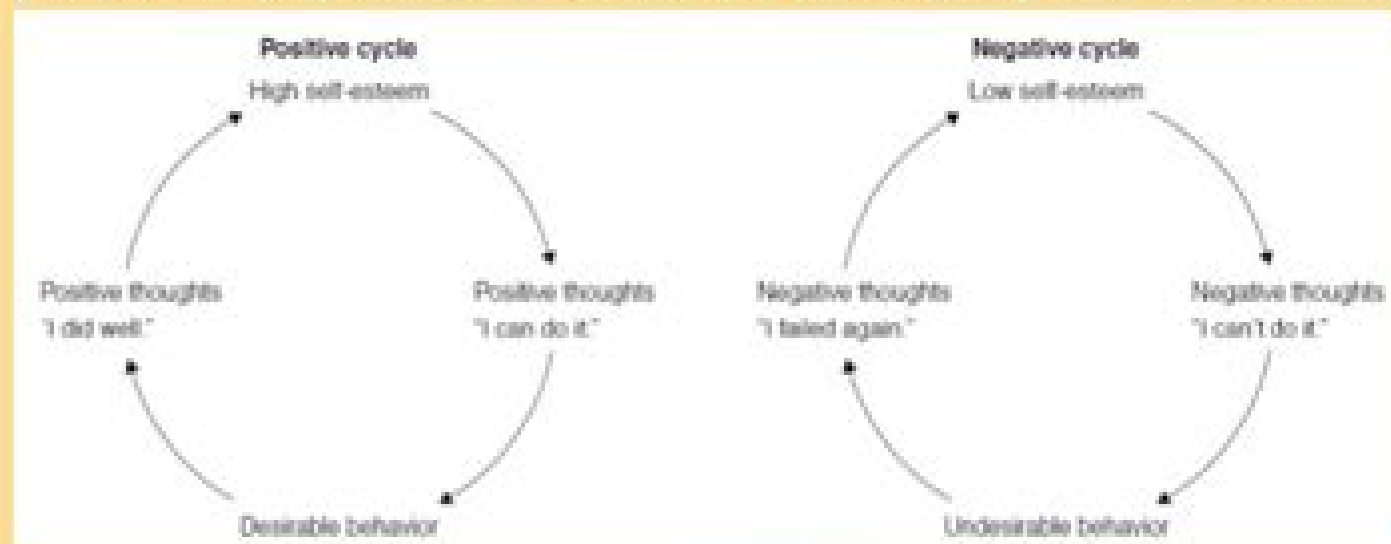 Positive cycle
High self-esteem
Positive thoughts
"I can do it."
Desirable behavior
Positive thoughts
"I did well."
Negative cycle
Low self-esteem
Negative thoughts
"I can't do it."
Undesirable behavior
Negative thoughts
"I failed again."